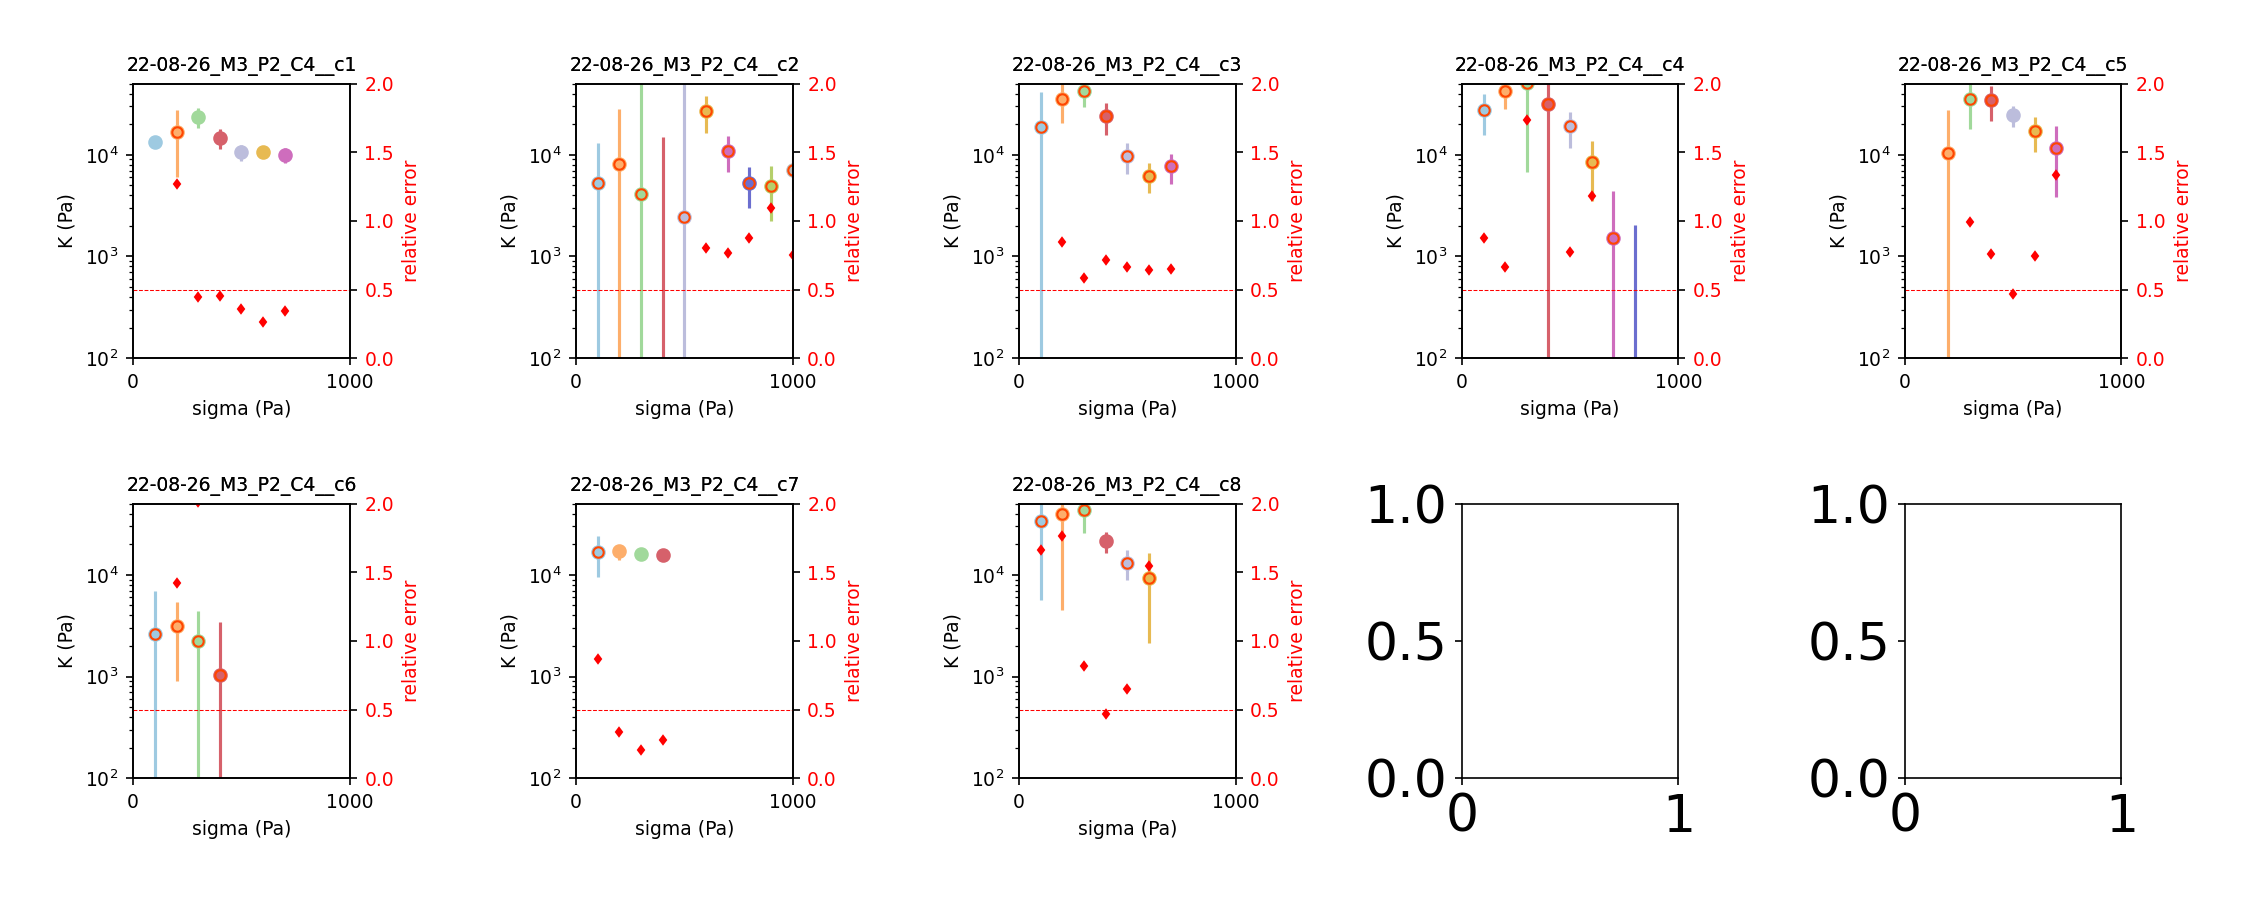 22-08-26_M3_P2_C4__c1
K (Pa)
10^4
10^3
10^2
0
1000
sigma (Pa)
2.0
1.5
1.0
0.5
0.0
relative error
22-08-26_M3_P2_C4__c2
K (Pa)
10^4
10^3
10^2
0
1000
sigma (Pa)
2.0
1.5
1.0
0.5
0.0
relative error
22-08-26_M3_P2_C4__c3
K (Pa)
10^4
10^3
10^2
0
1000
sigma (Pa)
2.0
1.5
1.0
0.5
0.0
relative error
22-08-26_M3_P2_C4__c4
K (Pa)
10^4
10^3
10^2
0
1000
sigma (Pa)
2.0
1.5
1.0
0.5
0.0
relative error
22-08-26_M3_P2_C4__c5
K (Pa)
10^4
10^3
10^2
0
1000
sigma (Pa)
2.0
1.5
1.0
0.5
0.0
relative error
22-08-26_M3_P2_C4__c6
K (Pa)
10^4
10^3
10^2
0
1000
sigma (Pa)
2.0
1.5
1.0
0.5
0.0
relative error
22-08-26_M3_P2_C4__c7
K (Pa)
10^4
10^3
10^2
0
1000
sigma (Pa)
2.0
1.5
1.0
0.5
0.0
relative error
22-08-26_M3_P2_C4__c8
K (Pa)
10^4
10^3
10^2
0
1000
sigma (Pa)
2.0
1.5
1.0
0.5
0.0
relative error
1.0
0.5
0.0
0
1
1.0
0.5
0.0
0
1